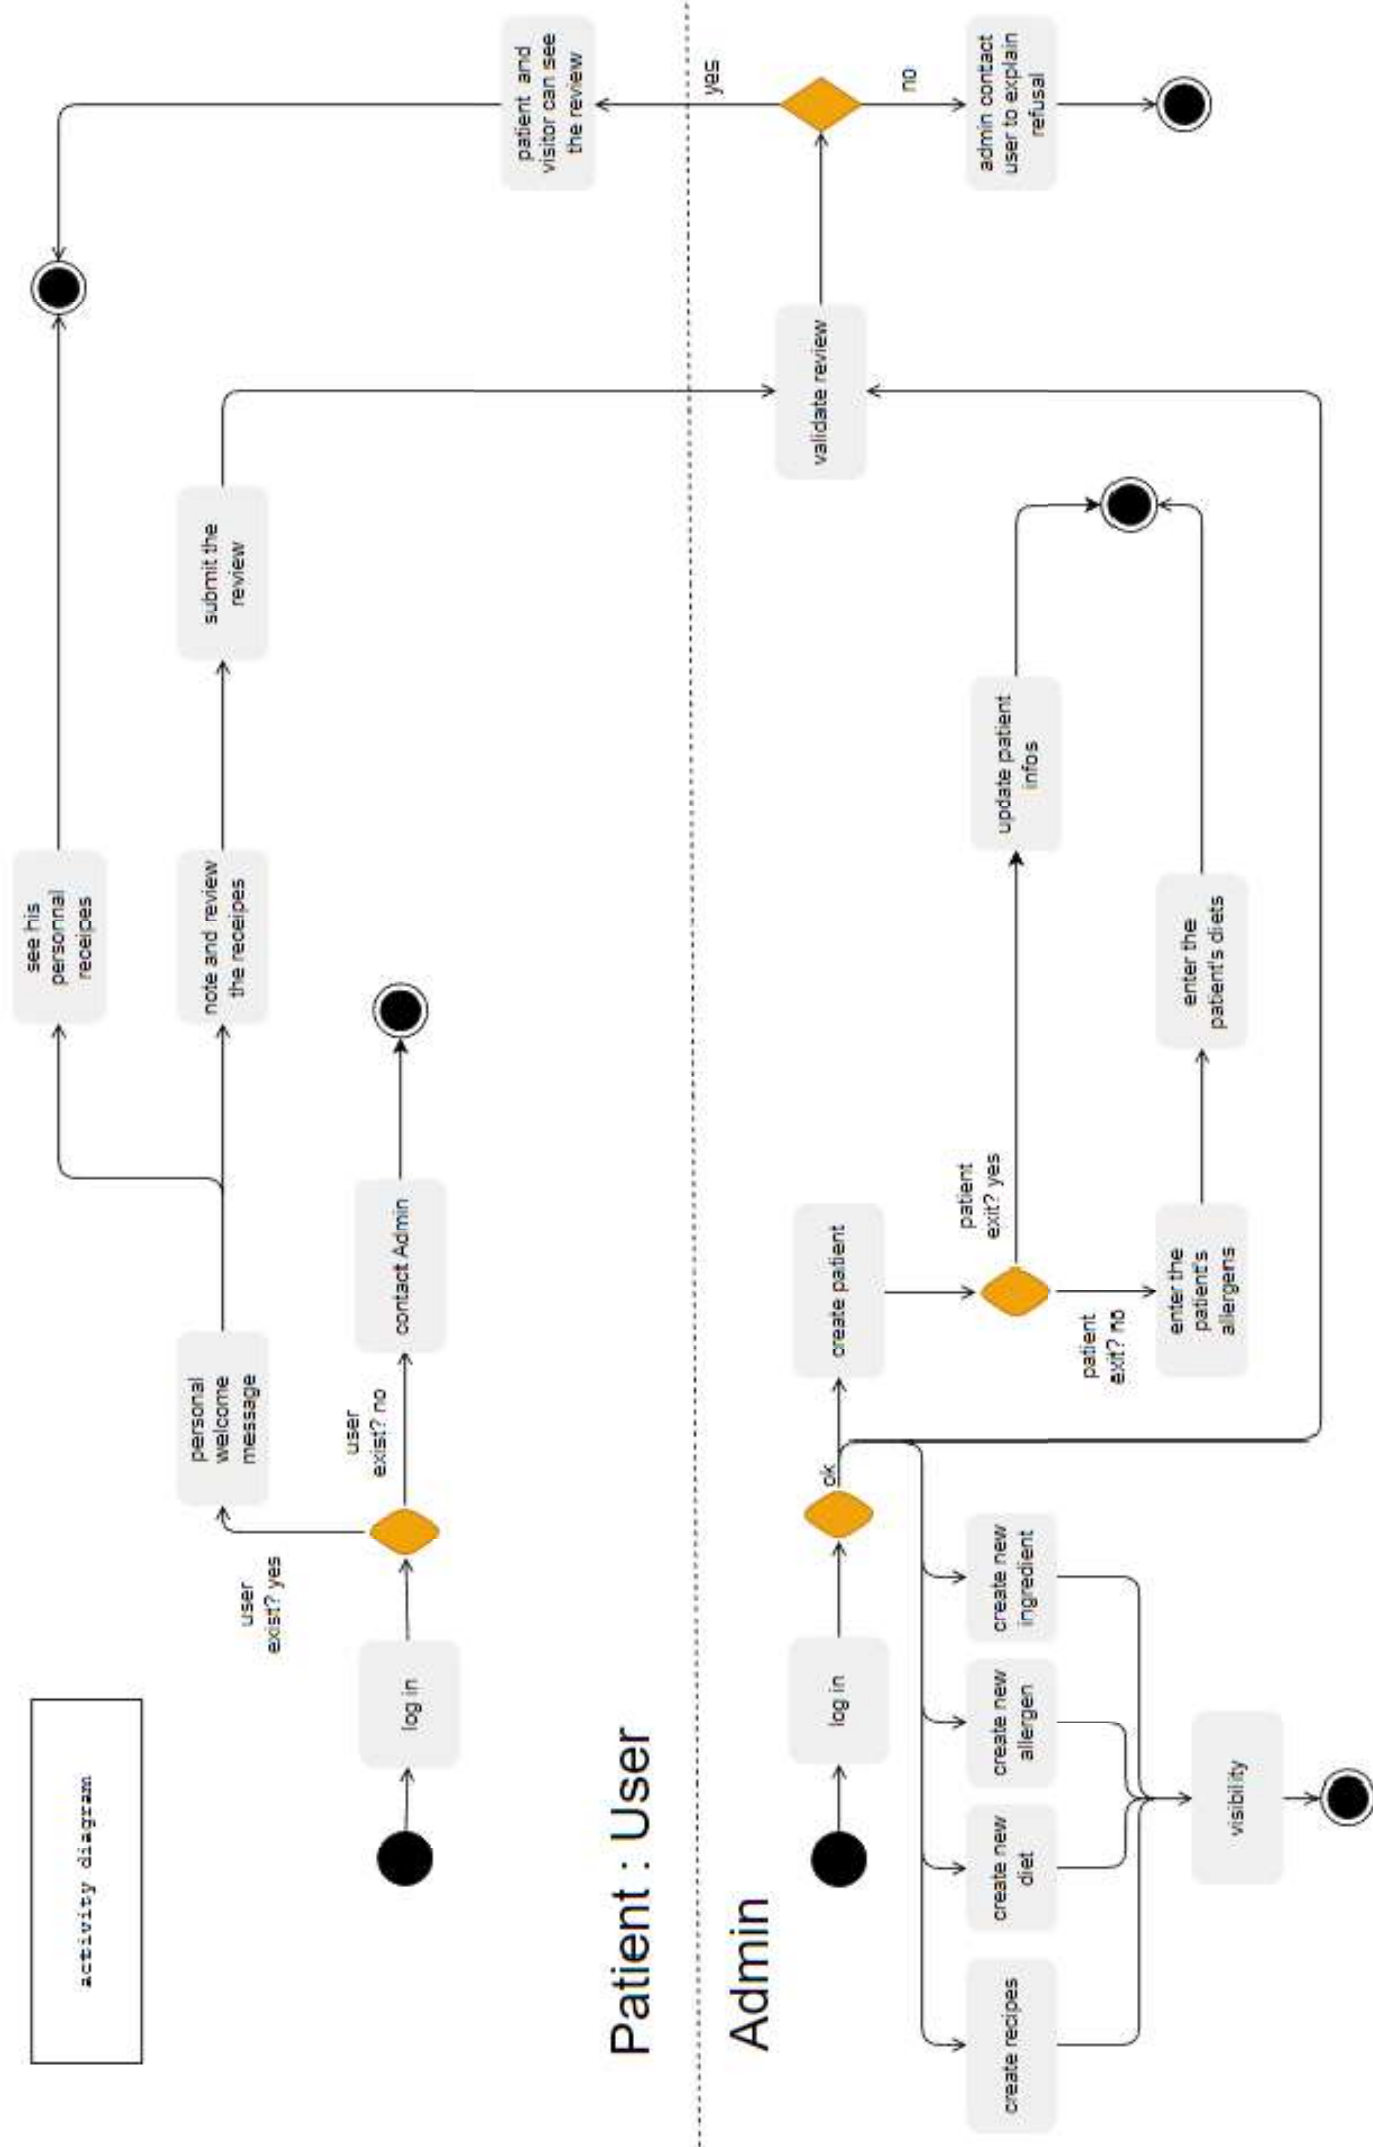 activity diagram
see his
personnal
receipes
personal
welcome
message
note and review
the receipes
submit the
review
user
exist? yes
user
exist? no
log in
contact Admin
patient  and
visitor can see
the review
Patient : User
yes
Admin
log in
ok
create patient
validate review
no
patient
exit? yes
update patient
infos
admin contact
user to explain
refusal
create recipes
create new
diet
create new
allergen
create new
ingredient
patient
exit? no
enter the
patient's
allergens
enter the
patient's diets
visibility